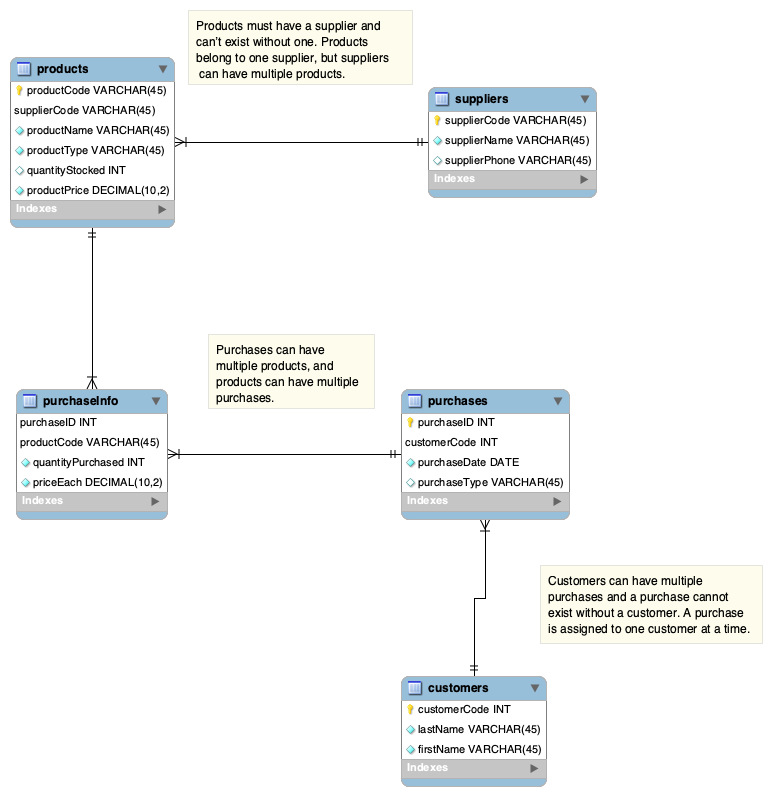 Products must have a supplier and
can't exist without one. Products
belong to one supplier, but suppliers
can have multiple products.
products
productCode VARCHAR(45)
supplierCode VARCHAR(45)
productName VARCHAR(45)
productType VARCHAR(45)
quantityStocked INT
productPrice DECIMAL(10,2)
Indexes
suppliers
supplierCode VARCHAR(45)
supplierName VARCHAR(45)
supplierPhone VARCHAR(45)
Indexes
Purchases can have
multiple products, and
products can have multiple
purchases.
purchaseInfo
purchaseID INT
productCode VARCHAR(45)
quantityPurchased INT
priceEach DECIMAL(10,2)
Indexes
purchases
purchaseID INT
customerCode INT
purchaseDate DATE
purchaseType VARCHAR(45)
Indexes
Customers can have multiple
purchases and a purchase cannot
exist without a customer. A purchase
is assigned to one customer at a time.
customers
customerCode INT
lastName VARCHAR(45)
firstName VARCHAR(45)
Indexes